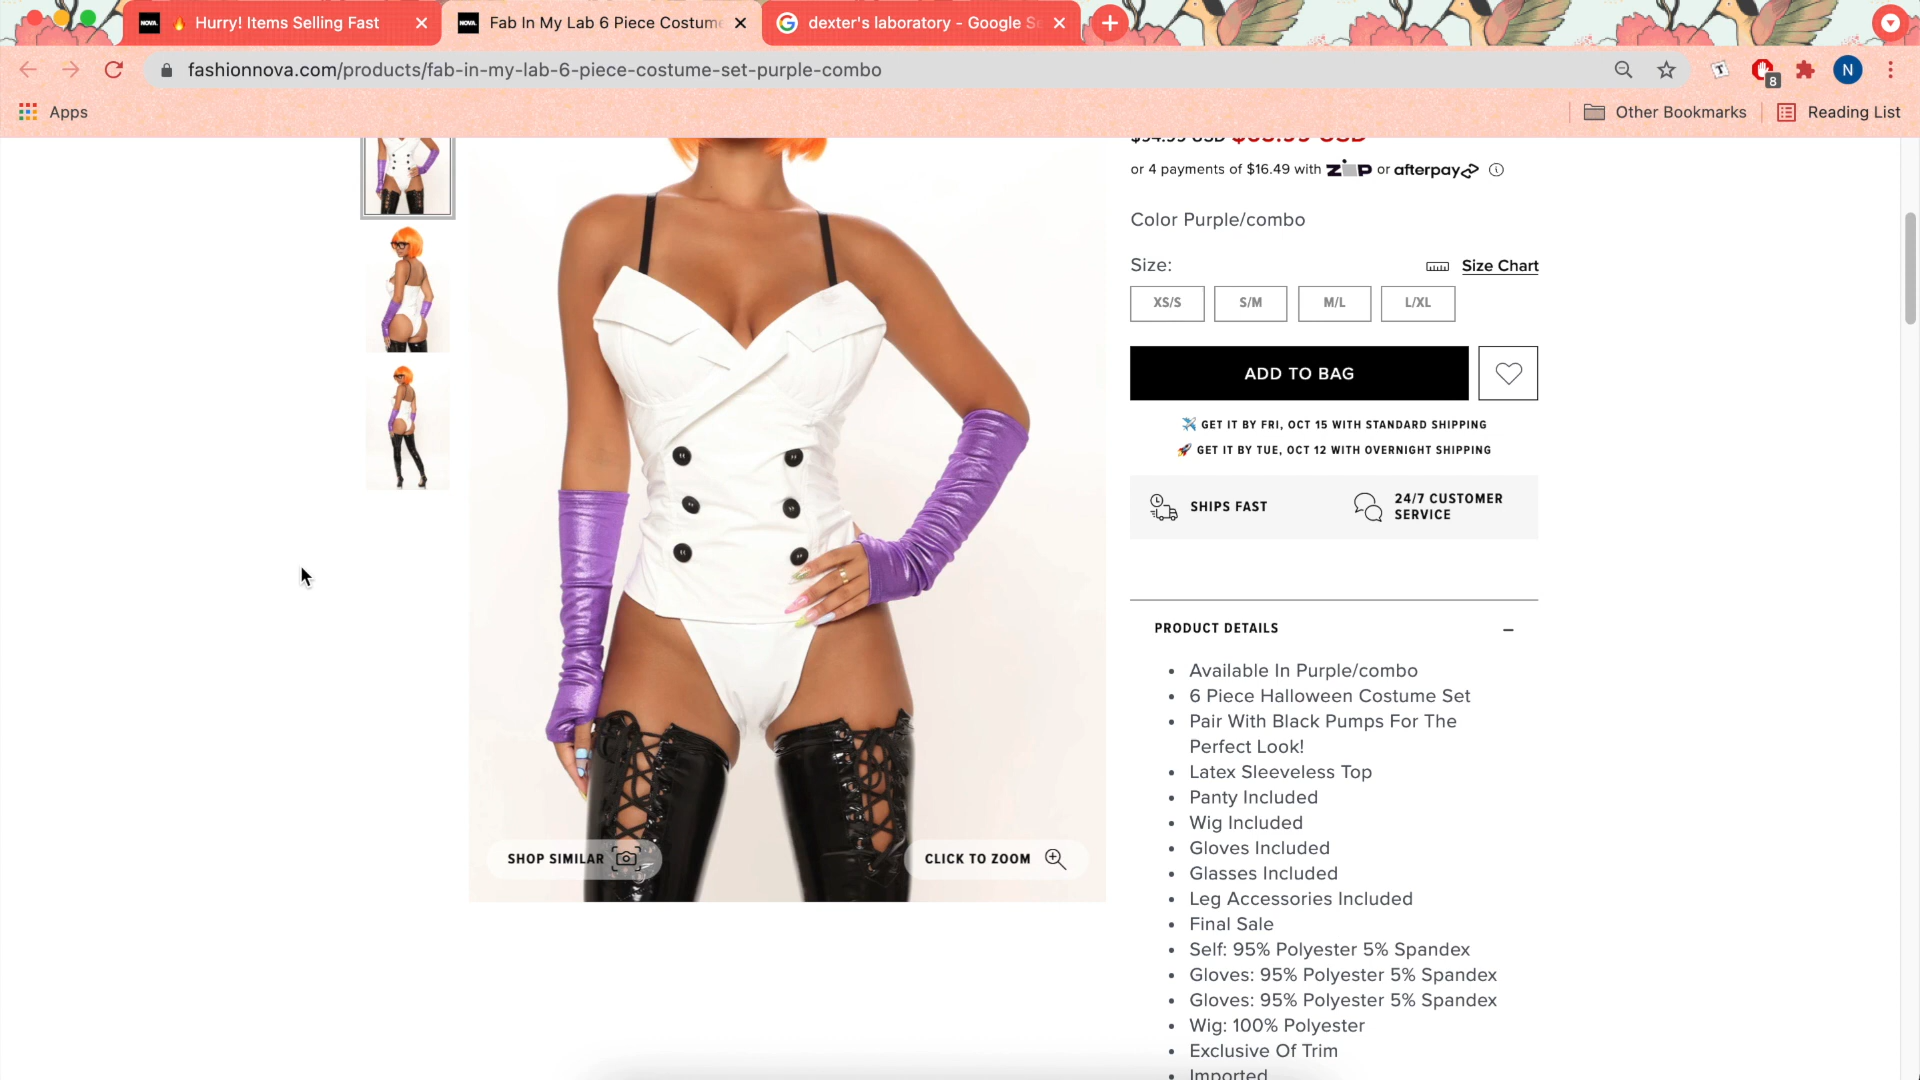 NOVA.
🔥 Hurry! Items Selling Fast
NOVA.
Fab In My Lab 6 Piece Costume
dexter's laboratory - Google S
fashionnova.com/products/fab-in-my-lab-6-piece-costume-set-purple-combo
8
N
Apps
Other Bookmarks
Reading List
or 4 payments of $16.49 with ZIP or afterpay
Color Purple/combo
Size:
Size Chart
XS/S
S/M
M/L
L/XL
ADD TO BAG
✈️ GET IT BY FRI, OCT 15 WITH STANDARD SHIPPING
🚀 GET IT BY TUE, OCT 12 WITH OVERNIGHT SHIPPING
SHIPS FAST
24/7 CUSTOMER
SERVICE
PRODUCT DETAILS
• Available In Purple/combo
• 6 Piece Halloween Costume Set
• Pair With Black Pumps For The
Perfect Look!
• Latex Sleeveless Top
• Panty Included
• Wig Included
• Gloves Included
• Glasses Included
• Leg Accessories Included
• Final Sale
• Self: 95% Polyester 5% Spandex
• Gloves: 95% Polyester 5% Spandex
• Gloves: 95% Polyester 5% Spandex
• Wig: 100% Polyester
• Exclusive Of Trim
• Imported
SHOP SIMILAR
CLICK TO ZOOM